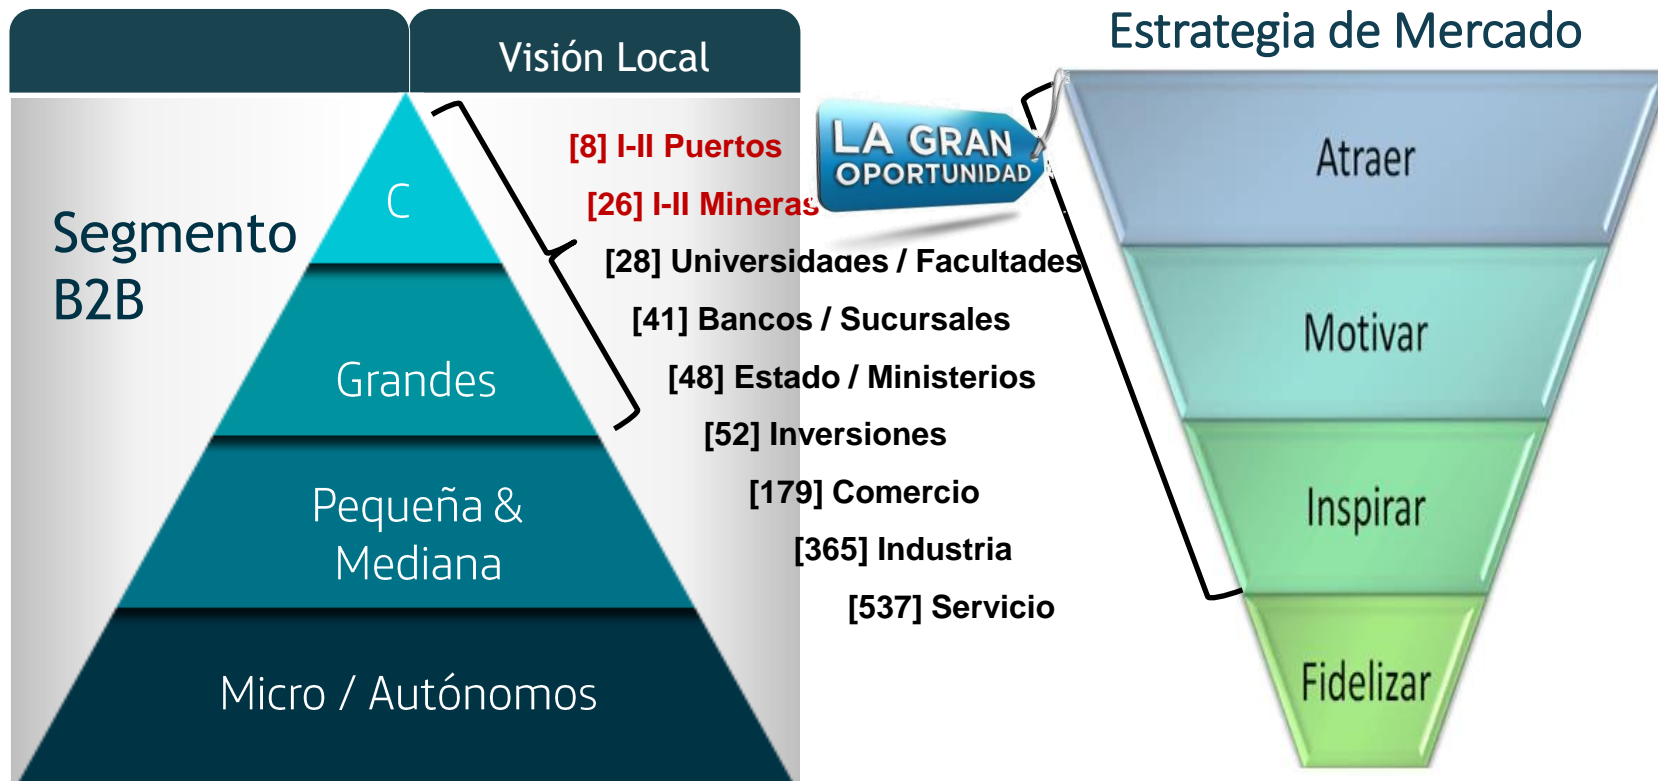 Visión Local
Estrategia de Mercado
Segmento
B2B
C
Grandes
Pequeña &
Mediana
Micro / Autónomos
[8] I-II Puertos
[26] I-II Mineras
[28] Universidades / Facultades
[41] Bancos / Sucursales
[48] Estado / Ministerios
[52] Inversiones
[179] Comercio
[365] Industria
[537] Servicio
LA GRAN
OPORTUNIDAD
Atraer
Motivar
Inspirar
Fidelizar